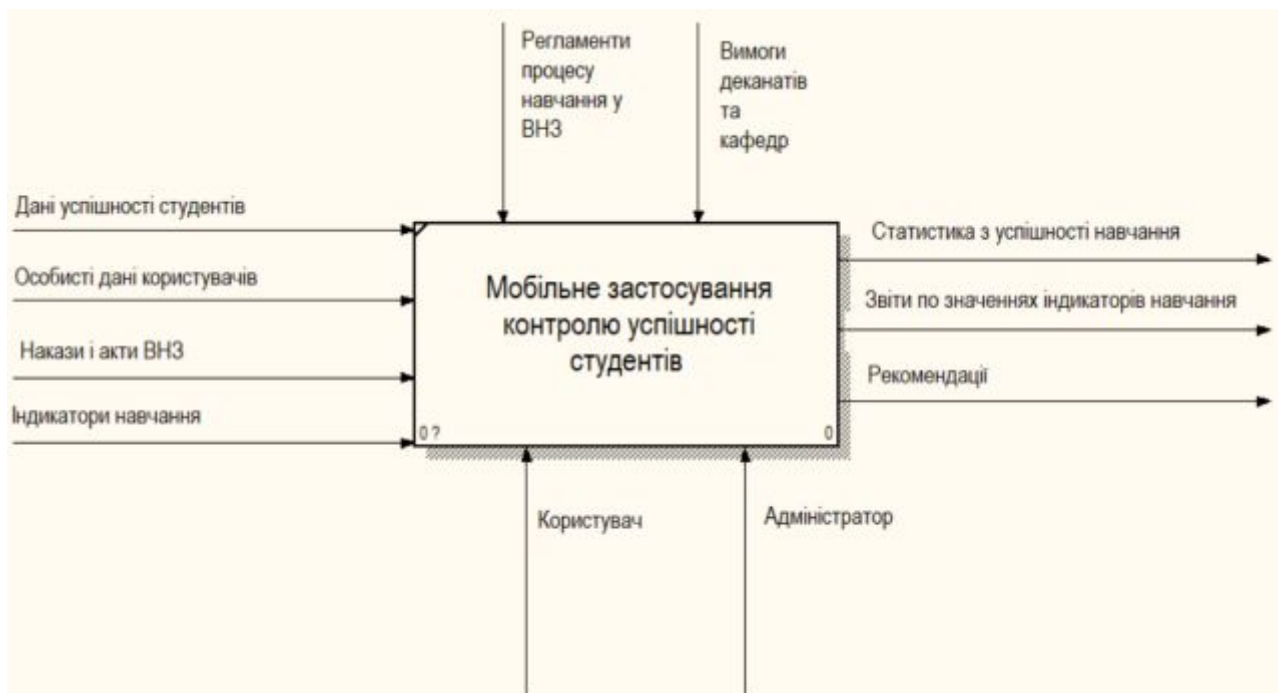 Регламенти
процесу
навчання у
ВНЗ
Вимоги
деканатів
та
кафедр
Дані успішності студентів
Особисті дані користувачів
Накази і акти ВНЗ
Індикатори навчання
Мобільне застосування
контролю успішності
студентів
0 ?
0
Статистика з успішності навчання
Звіти по значеннях індикаторів навчання
Рекомендації
Користувач
Адміністратор